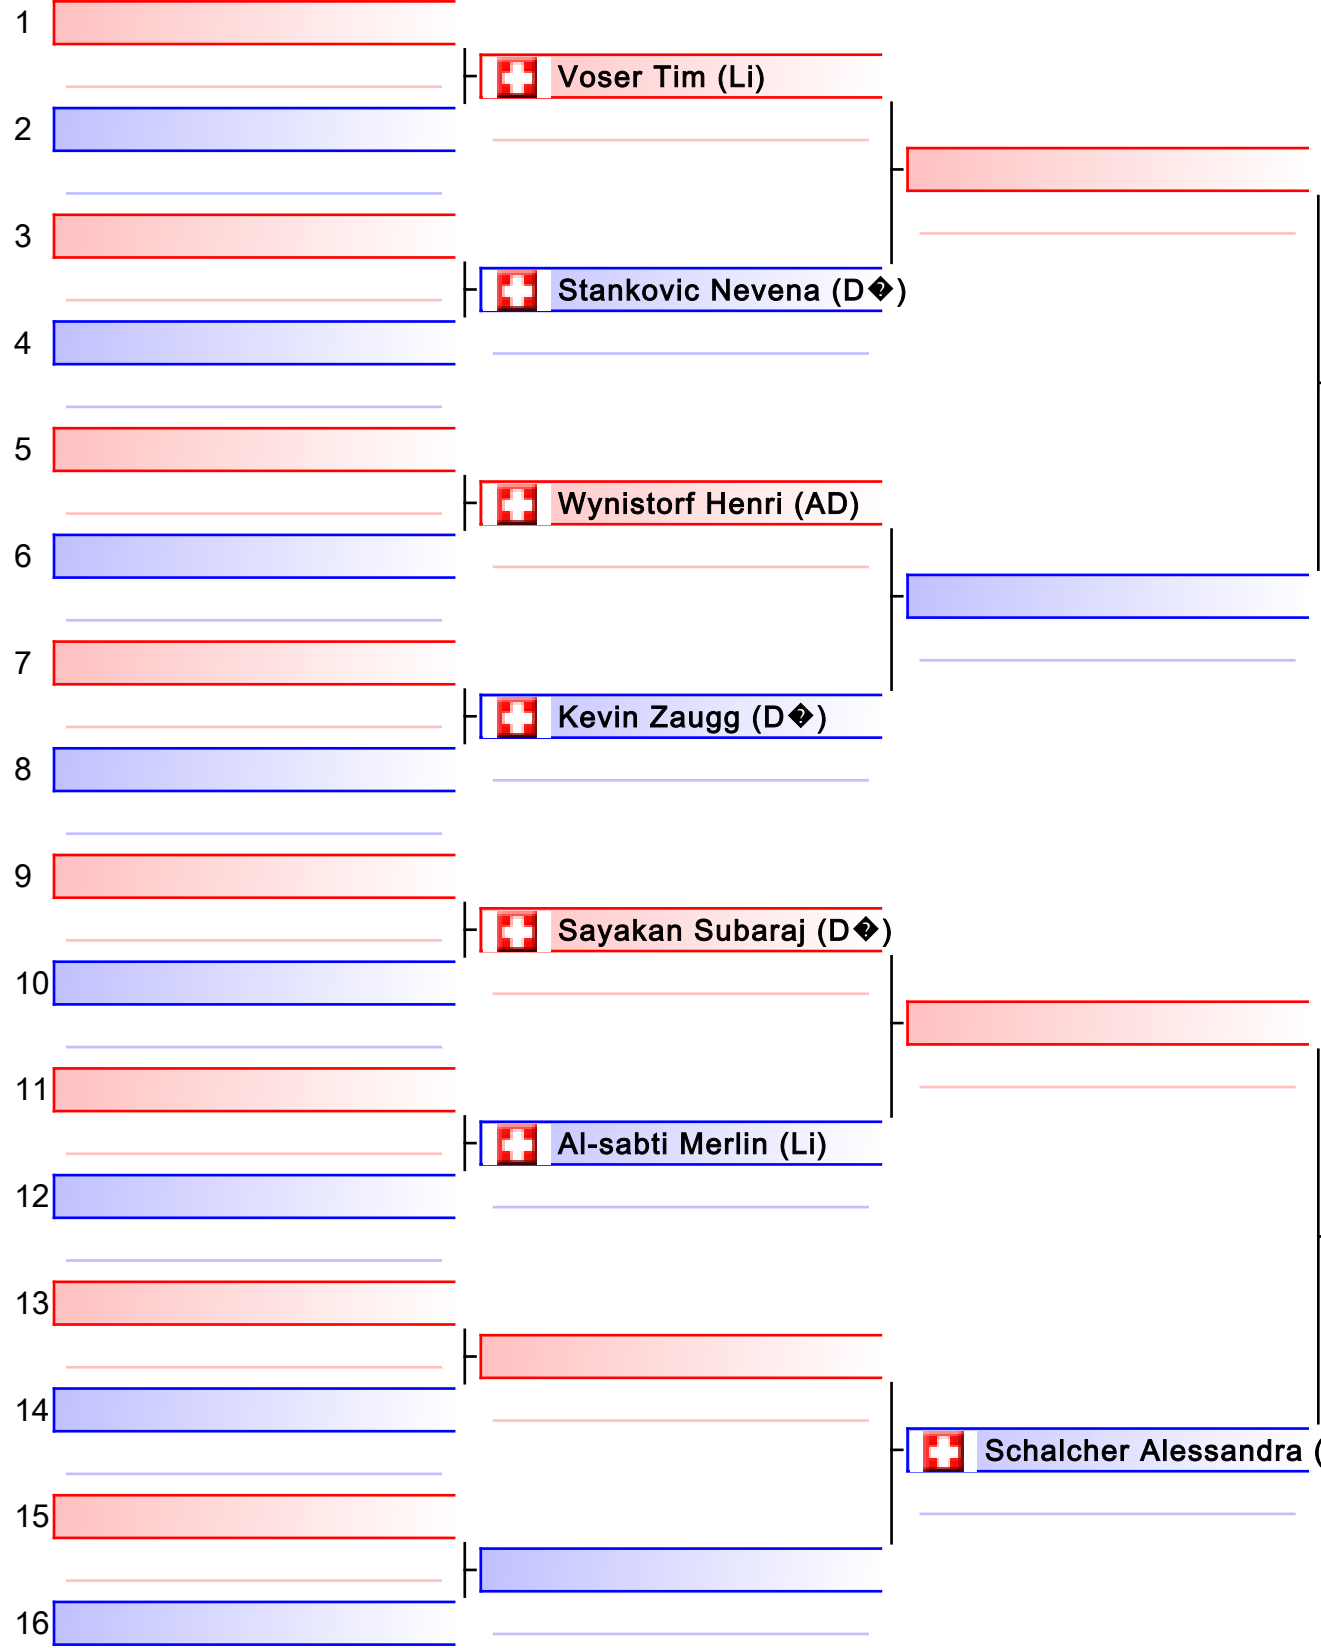 1
Voser Tim (Li)
2
3
Stankovic Nevena (D�)
4
5
Wynistorf Henri (AD)
6
7
Kevin Zaugg (D�)
8
9
Sayakan Subaraj (D�)
10
11
Al-sabti Merlin (Li)
12
13
14
Schalcher Alessandra (
15
16